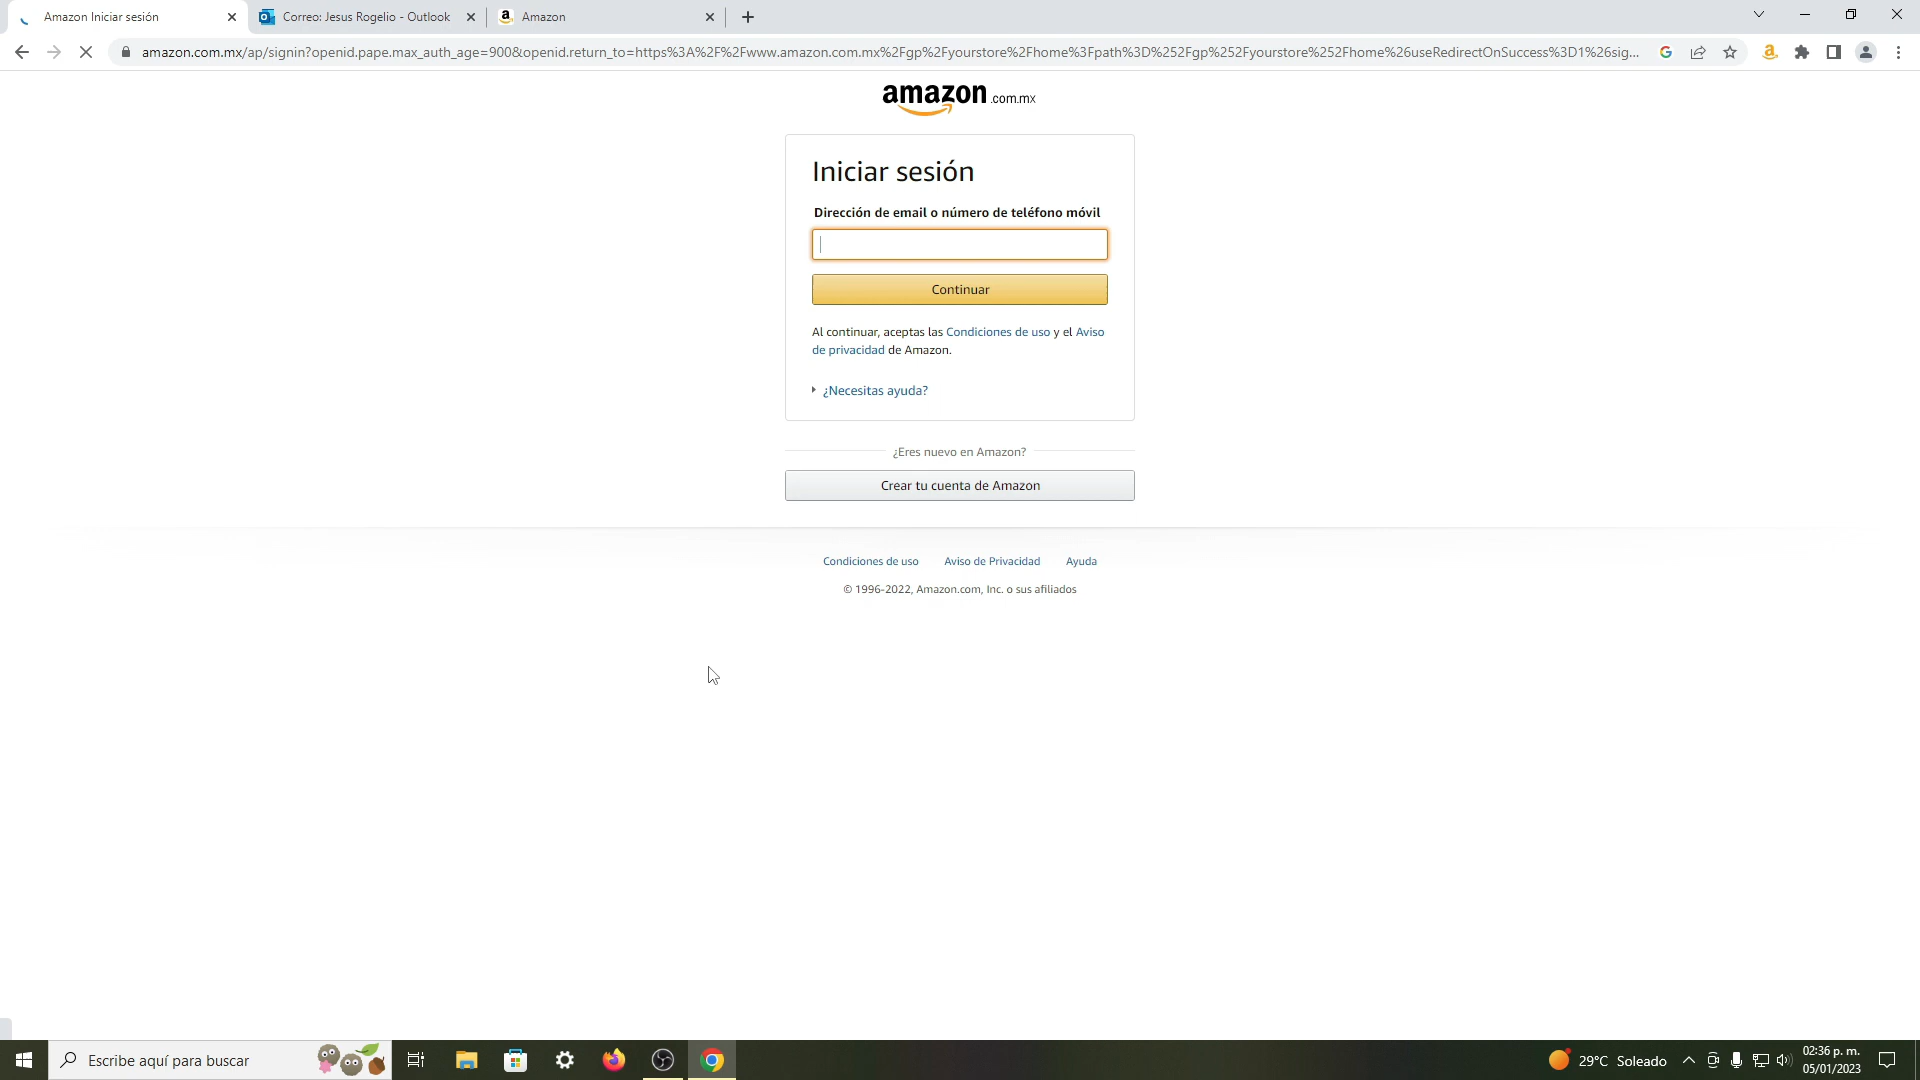 Amazon Iniciar sesión
Correo: Jesus Rogelio - Outlook
Amazon
amazon.com.mx/ap/signin?openid.pape.max_auth_age=900&openid.return_to=https%3A%2F%2Fwww.amazon.com.mx%2Fgp%2Fyourstore%2Fhome%3Fpath%3D%252Fgp%252Fyourstore%252Fhome%26useRedirectOnSuccess%3D1%26sig...
amazon.com.mx
Iniciar sesión
Dirección de email o número de teléfono móvil
Continuar
Al continuar, aceptas las Condiciones de uso y el Aviso
de privacidad de Amazon.
¿Necesitas ayuda?
¿Eres nuevo en Amazon?
Crear tu cuenta de Amazon
Condiciones de uso Aviso de Privacidad Ayuda
© 1996-2022, Amazon.com, Inc. o sus afiliados
Escribe aquí para buscar
29°C Soleado
02:36 p. m.
05/01/2023